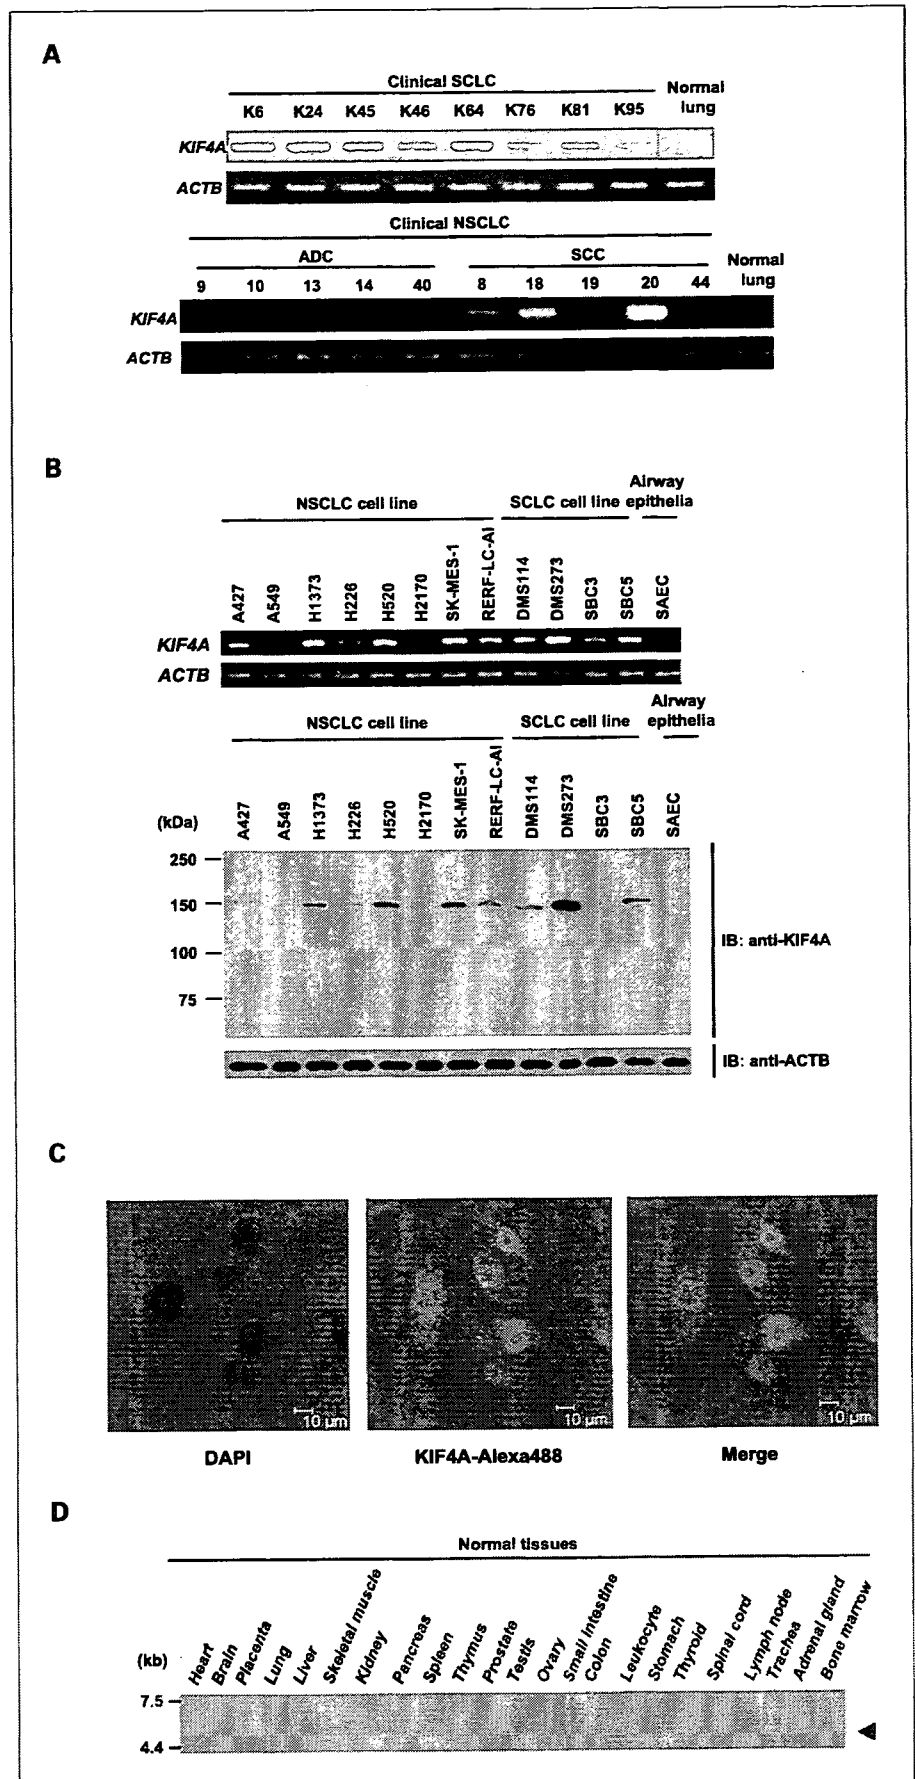 A
Clinical SCLC
Normal lung
K6 K24 K45 K46 K64 K76 K81 K95
KIF4A
ACTB
Clinical NSCLC
ADC SCC Normal lung
9 10 13 14 40 8 18 19 20 44
KIF4A
ACTB
B
NSCLC cell line SCLC cell line Airway epithelia
A427 A549 H1373 H226 H520 H2170 SK-MES-1 RERF-LC-AI DMS114 DMS273 SBC3 SBC5 SAEC
KIF4A
ACTB
NSCLC cell line SCLC cell line Airway epithelia
(kDa) A427 A549 H1373 H226 H520 H2170 SK-MES-1 RERF-LC-AI DMS114 DMS273 SBC3 SBC5 SAEC
250
150
IB: anti-KIF4A
100
75
IB: anti-ACTB
C
10 µm 10 µm 10 µm
DAPI KIF4A-Alexa488 Merge
D
Normal tissues
(kb) Heart Brain Placenta Lung Liver Skeletal muscle Kidney Pancreas Spleen Thymus Prostate Testis Ovary Small intestine Colon Leukocyte Stomach Thyroid Spinal cord Lymph node Trachea Adrenal gland Bone marrow
7.5
4.4